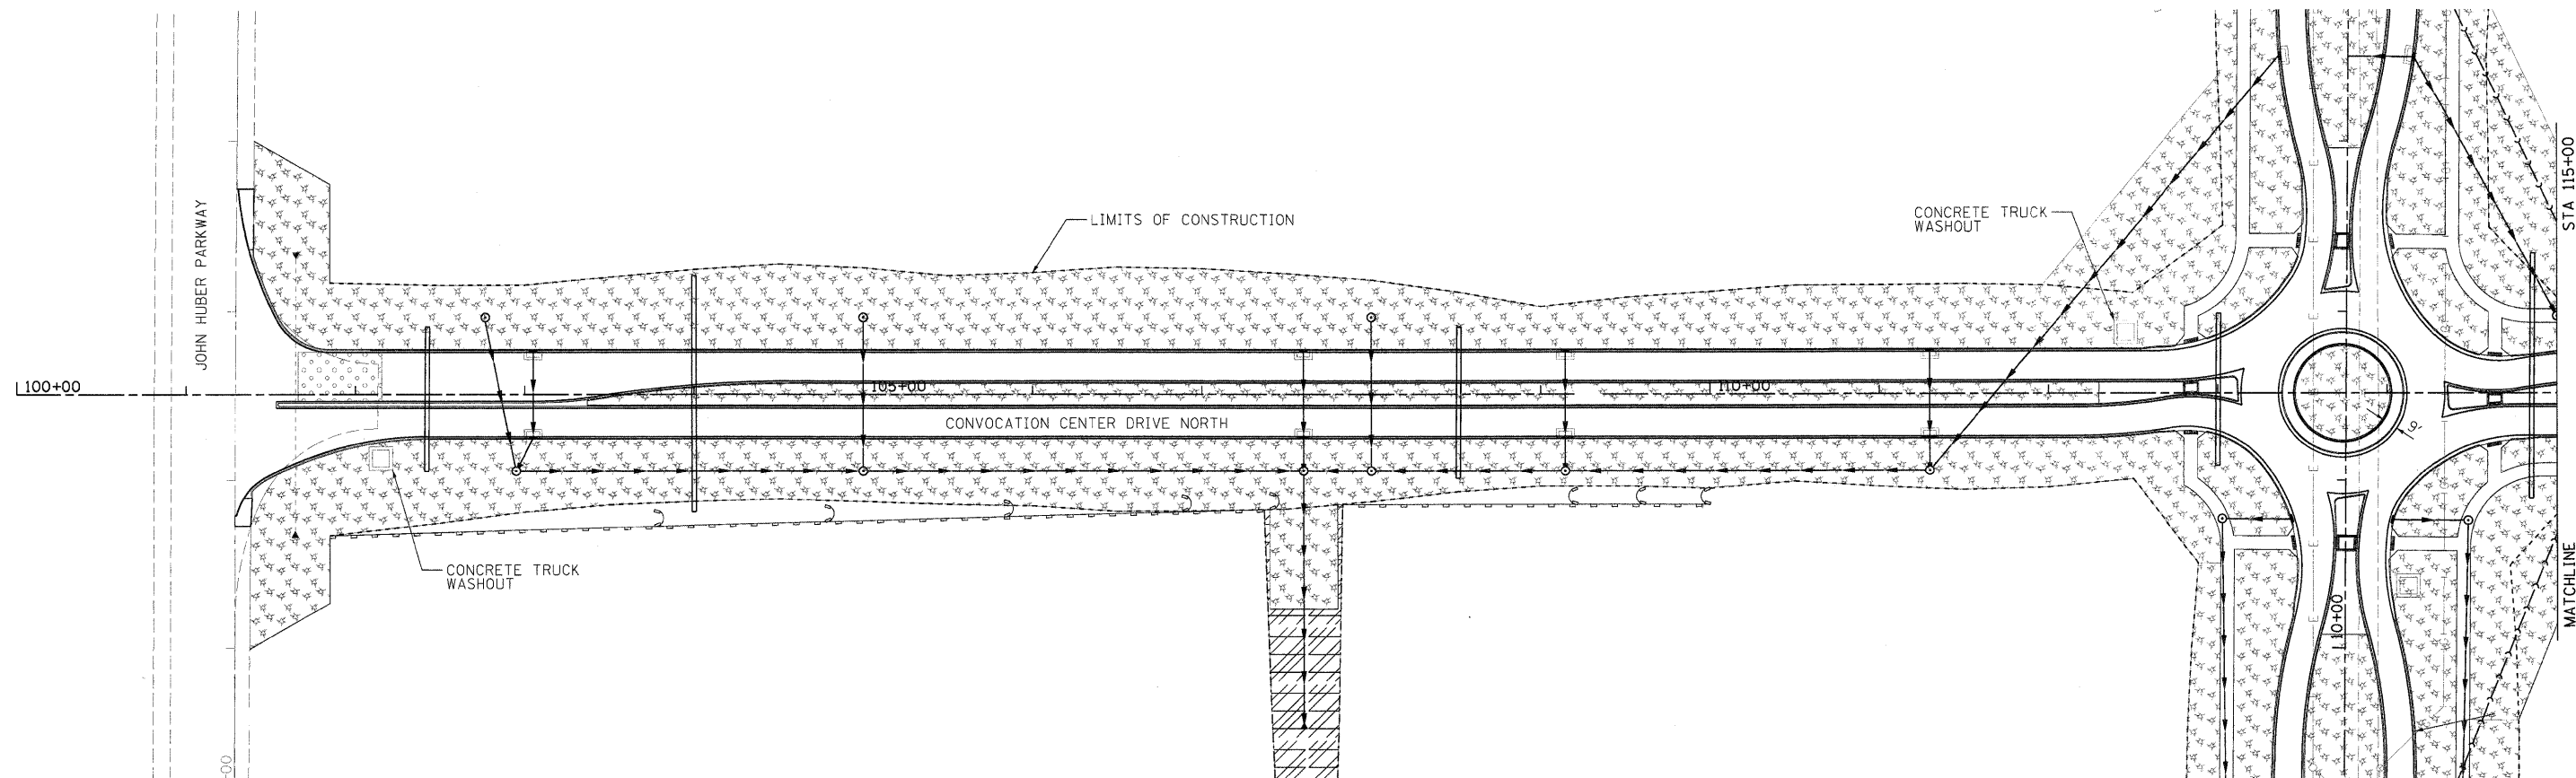 JOHN HUBER PARKWAY
100+00
LIMITS OF CONSTRUCTION
105+00
CONVOCATION CENTER DRIVE NORTH
CONCRETE TRUCK
WASHOUT
CONCRETE TRUCK
WASHOUT
110+00
9'
110+00
STA 115+00
MATCHLINE